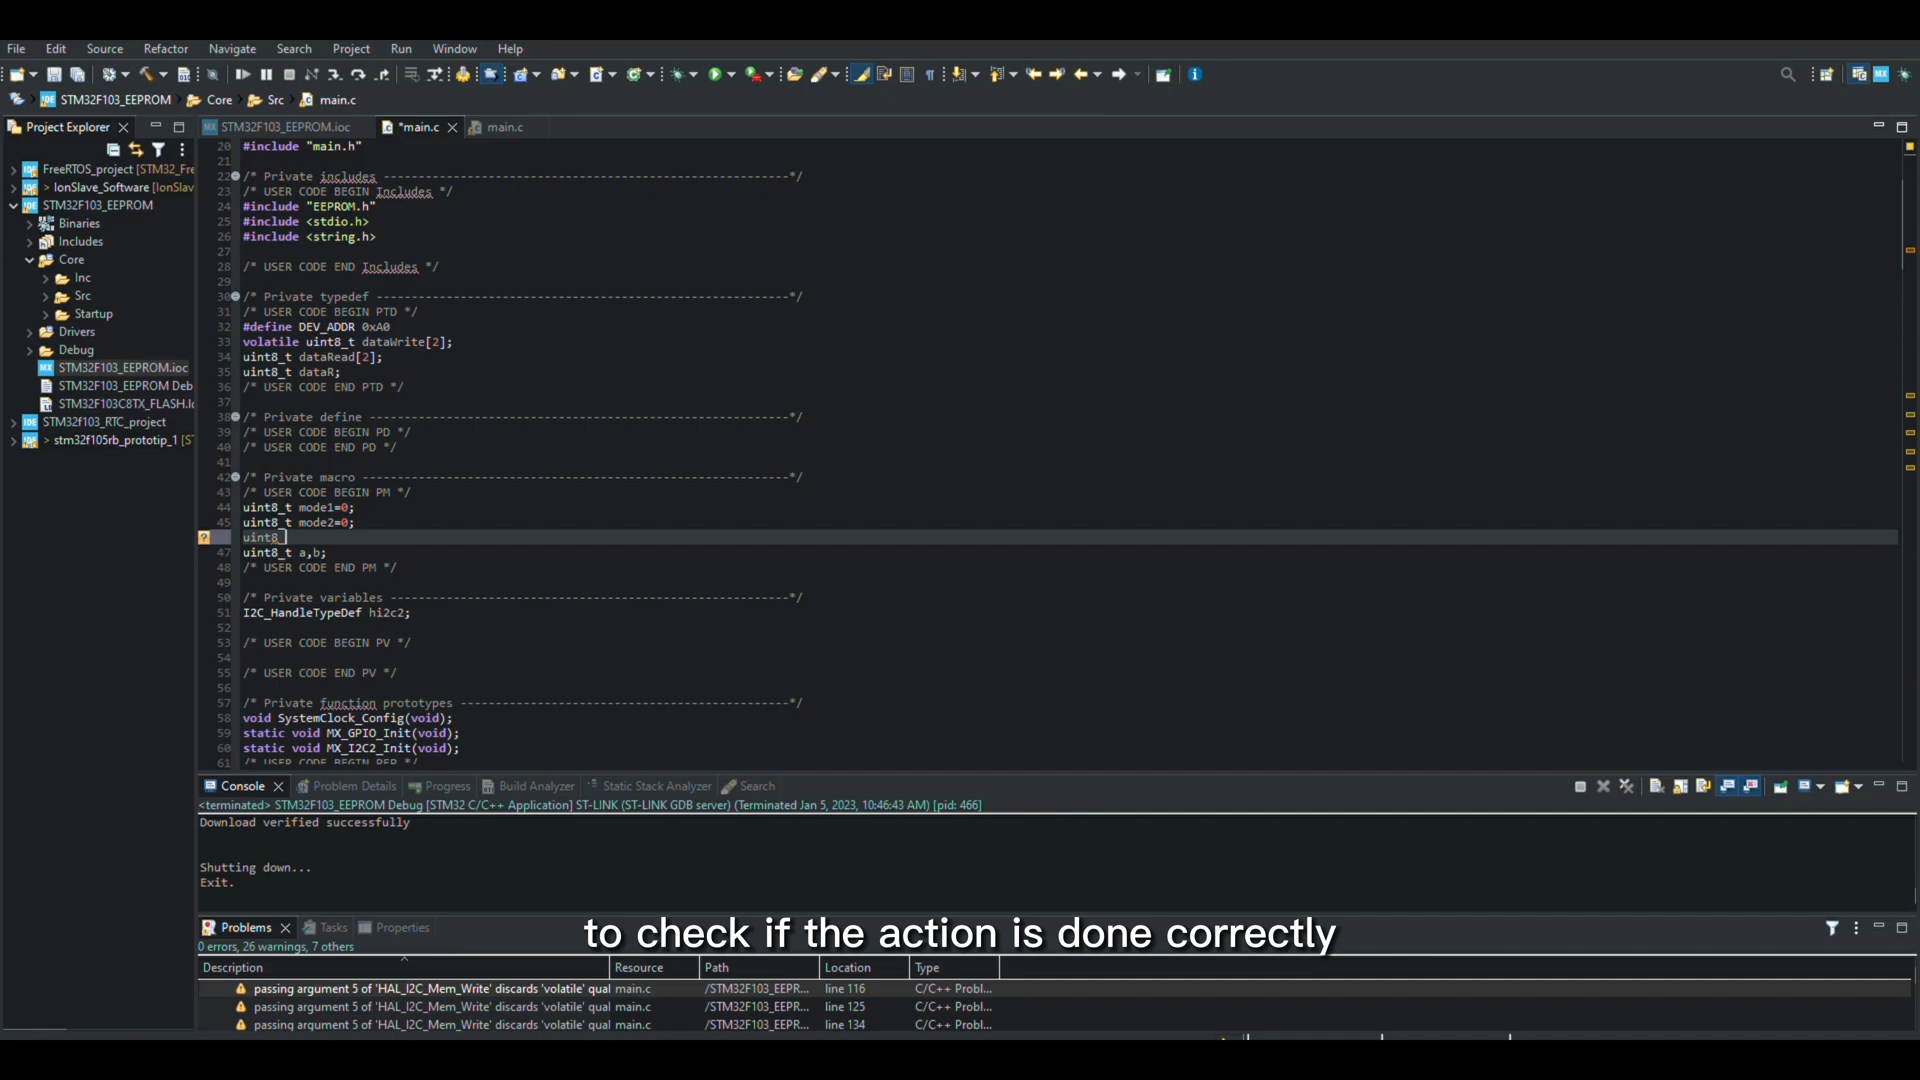 File Edit Source Refactor Navigate Search Project Run Window Help
STM32F103_EEPROM Core Src main.c
Project Explorer
STM32F103_EEPROM.ioc *main.c main.c
FreeRTOS_project [STM32_Fre
> IonSlave_Software [IonSlav
STM32F103_EEPROM
Binaries
Includes
Core
Inc
Src
Startup
Drivers
Debug
STM32F103_EEPROM.ioc
STM32F103_EEPROM Deb
STM32F103C8TX_FLASH.l
STM32f103_RTC_project
> stm32f105rb_prototip_1 [S
20 #include "main.h"
21
22 /* Private includes ----------------------------------------------------------*/
23 /* USER CODE BEGIN Includes */
24 #include "EEPROM.h"
25 #include <stdio.h>
26 #include <string.h>
27
28 /* USER CODE END Includes */
29
30 /* Private typedef -----------------------------------------------------------*/
31 /* USER CODE BEGIN PTD */
32 #define DEV_ADDR 0xA0
33 volatile uint8_t dataWrite[2];
34 uint8_t dataRead[2];
35 uint8_t dataR;
36 /* USER CODE END PTD */
37
38 /* Private define ------------------------------------------------------------*/
39 /* USER CODE BEGIN PD */
40 /* USER CODE END PD */
41
42 /* Private macro -------------------------------------------------------------*/
43 /* USER CODE BEGIN PM */
44 uint8_t mode1=0;
45 uint8_t mode2=0;
uint8_
47 uint8_t a,b;
48 /* USER CODE END PM */
49
50 /* Private variables ---------------------------------------------------------*/
51 I2C_HandleTypeDef hi2c2;
52
53 /* USER CODE BEGIN PV */
54
55 /* USER CODE END PV */
56
57 /* Private function prototypes -----------------------------------------------*/
58 void SystemClock_Config(void);
59 static void MX_GPIO_Init(void);
60 static void MX_I2C2_Init(void);
61 /* USER CODE BEGIN PFP */
Console Problem Details Progress Build Analyzer Static Stack Analyzer Search
<terminated> STM32F103_EEPROM Debug [STM32 C/C++ Application] ST-LINK (ST-LINK GDB server) (Terminated Jan 5, 2023, 10:46:43 AM) [pid: 466]
Download verified successfully
Shutting down...
Exit.
Problems Tasks Properties
0 errors, 26 warnings, 7 others
to check if the action is done correctly
Description Resource Path Location Type
passing argument 5 of 'HAL_I2C_Mem_Write' discards 'volatile' qual main.c /STM32F103_EEPR... line 116 C/C++ Probl...
passing argument 5 of 'HAL_I2C_Mem_Write' discards 'volatile' qual main.c /STM32F103_EEPR... line 125 C/C++ Probl...
passing argument 5 of 'HAL_I2C_Mem_Write' discards 'volatile' qual main.c /STM32F103_EEPR... line 134 C/C++ Probl...